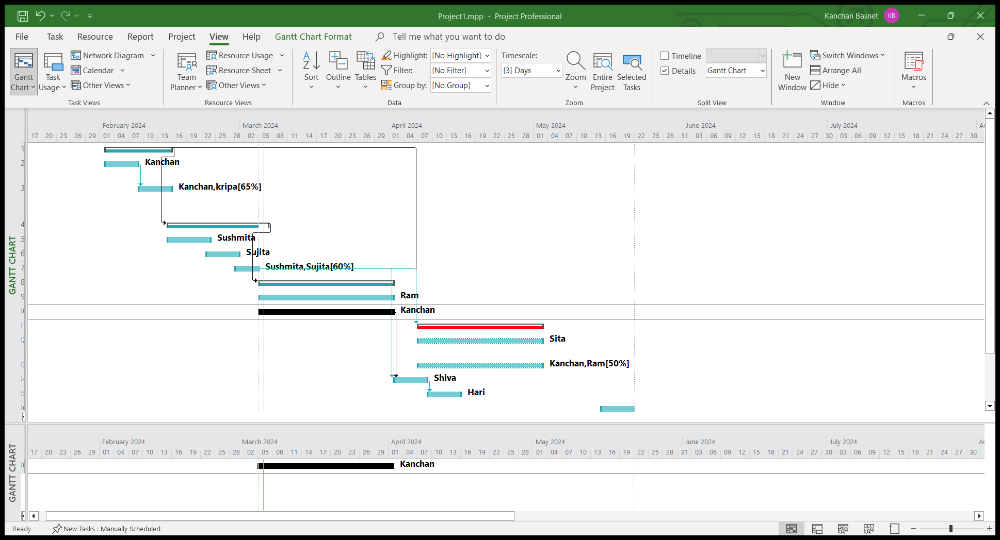 Project1.mpp - Project Professional
Kanchan Basnet KB
File Task Resource Report Project View Help Gantt Chart Format Tell me what you want to do
Gantt Chart
Task Usage
Network Diagram
Calendar
Other Views
Task Views
Team Planner
Resource Usage
Resource Sheet
Other Views
Resource Views
A Z Sort
Outline
Tables
Highlight: [No Highlight]
Filter: [No Filter]
Group by: [No Group]
Data
Timescale:
[3] Days
Zoom
Entire Project
Selected Tasks
Zoom
Timeline
Details Gantt Chart
Split View
New Window
Switch Windows
Arrange All
Hide
Window
Macros
Macros
February 2024 March 2024 April 2024 May 2024 June 2024 July 2024
17 20 23 26 29 01 04 07 10 13 16 19 22 25 28 02 05 08 11 14 17 20 23 26 29 01 04 07 10 13 16 19 22 25 28 01 04 07 10 13 16 19 22 25 28 31 03 06 09 12 15 18 21 24 27 30 03 06 09 12 15 18 21 24 27 30
GANTT CHART
1
2 Kanchan
3 Kanchan,kripa[65%]
4
5 Sushmita
6 Sujita
7 Sushmita,Sujita[60%]
8
9 Ram
Kanchan
Sita
Kanchan,Ram[50%]
Shiva
Hari
GANTT CHART
February 2024 March 2024 April 2024 May 2024 June 2024 July 2024
17 20 23 26 29 01 04 07 10 13 16 19 22 25 28 02 05 08 11 14 17 20 23 26 29 01 04 07 10 13 16 19 22 25 28 01 04 07 10 13 16 19 22 25 28 31 03 06 09 12 15 18 21 24 27 30 03 06 09 12 15 18 21 24 27 30
Kanchan
Ready New Tasks : Manually Scheduled